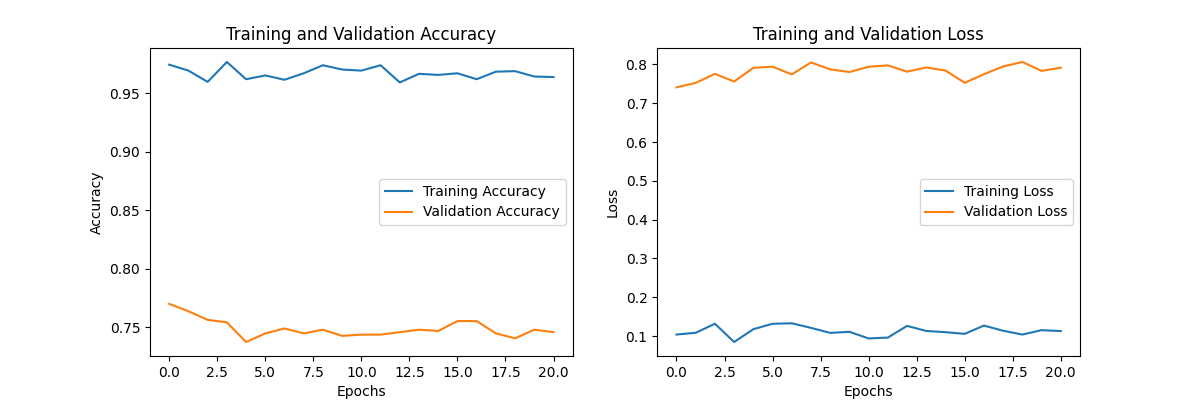 Training and Validation Accuracy
0.95
0.90
0.85
0.80
0.75
Accuracy
Training Accuracy
Validation Accuracy
0.0 2.5 5.0 7.5 10.0 12.5 15.0 17.5 20.0
Epochs
Training and Validation Loss
0.8
0.7
0.6
0.5
0.4
0.3
0.2
0.1
Loss
Training Loss
Validation Loss
0.0 2.5 5.0 7.5 10.0 12.5 15.0 17.5 20.0
Epochs